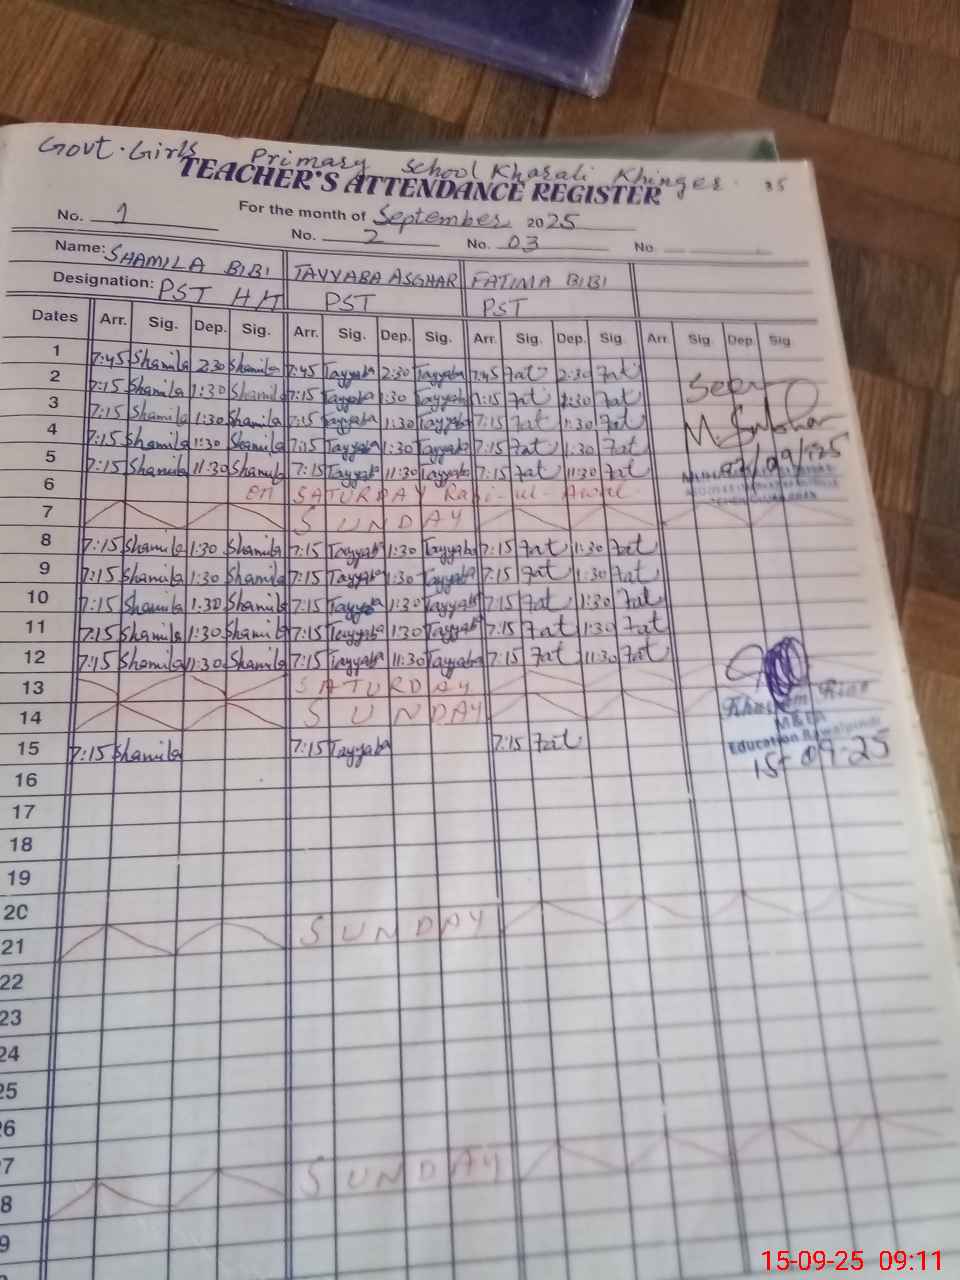 Govt. Girls Primary School Kharali Khinger. 35
TEACHER'S ATTENDANCE REGISTER
For the month of September 2025
No. 1 No. 2 No. 03 No.
Name: SHAMILA BIBI TAYYABA ASGHAR FATIMA BIBI
Designation: PST HT PST PST
Dates Arr. Sig. Dep. Sig. Arr. Sig. Dep. Sig. Arr. Sig. Dep. Sig. Arr. Sig. Dep. Sig.
1 7:45 Shamila 2:30 Shamila 7:45 Tayyaba 2:30 Tayyaba 7:45 Fat 2:30 Fat
2 7:15 Shamila 1:30 Shamila 7:15 Tayyaba 1:30 Tayyaba 7:15 Fat Fat Seen
3 7:15 Shamila 1:30 Shamila 7:15 Tayyaba 1:30 Tayyaba 7:15 Fat 1:30 Fat
4 7:15 Shamila 1:30 Shamila 7:15 Tayyaba 1:30 Tayyaba 7:15 Fat 1:30 Fat
5 7:15 Shamila 11:30 Shamila 7:15 Tayyaba 11:30 Tayyaba 7:15 Fat 11:30 Fat
6 SATURDAY Rabi-ul-Awal
7 SUNDAY
8 7:15 Shamila 1:30 Shamila 7:15 Tayyaba 1:30 Tayyaba 7:15 Fat 1:30 Fat
9 7:15 Shamila 1:30 Shamila 7:15 Tayyaba 1:30 Tayyaba 7:15 Fat 1:30 Fat
10 7:15 Shamila 1:30 Shamila 7:15 Tayyaba 1:30 Tayyaba 7:15 Fat 1:30 Fat
11 7:15 Shamila 1:30 Shamila 7:15 Tayyaba 1:30 Tayyaba 7:15 Fat 1:30 Fat
12 7:15 Shamila 11:30 Shamila 7:15 Tayyaba 11:30 Tayyaba 7:15 Fat 11:30 Fat
13 SATURDAY
14 SUNDAY
M&EA
Education Rawalpindi
15-09-25
15 7:15 Shamila 7:15 Tayyaba 7:15 Fat
16
17
18
19
20
21 SUNDAY
22
23
24
25
26
7
8 SUNDAY
9
15-09-25 09:11